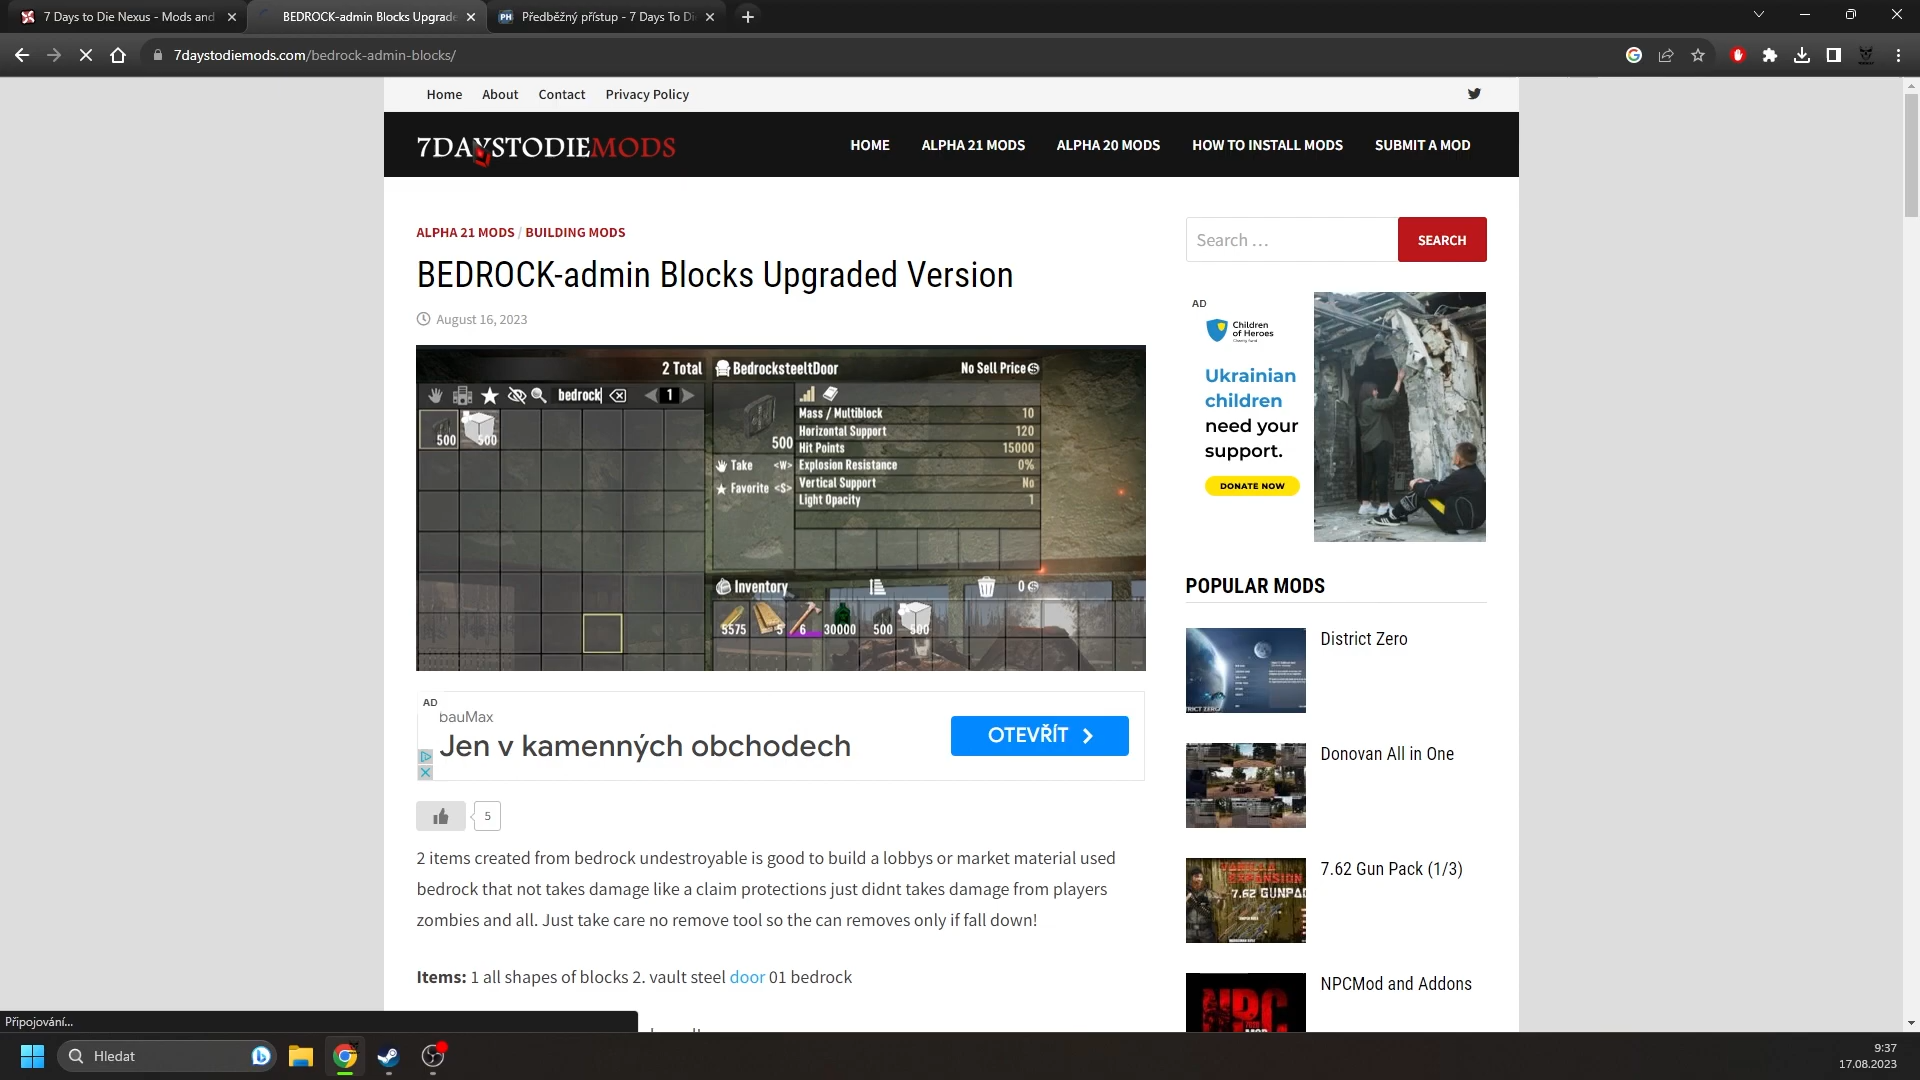 7 Days to Die Nexus - Mods and
BEDROCK-admin Blocks Upgrade
PH
Předběžný přístup - 7 Days To Di
7daystodiemods.com/bedrock-admin-blocks/
Home
About
Contact
Privacy Policy
7DAYSTODIEMODS
HOME
ALPHA 21 MODS
ALPHA 20 MODS
HOW TO INSTALL MODS
SUBMIT A MOD
ALPHA 21 MODS / BUILDING MODS
BEDROCK-admin Blocks Upgraded Version
August 16, 2023
2 Total
bedrock
1
500
500
BedrocksteeltDoor
No Sell Price
500
Take <W>
Favorite <S>
Mass / Multiblock 10
Horizontal Support 120
Hit Points 15000
Explosion Resistance 0%
Vertical Support No
Light Opacity 1
Inventory
0
5575
5
6
30000
500
500
AD
bauMax
Jen v kamenných obchodech
OTEVŘÍT
5
2 items created from bedrock undestroyable is good to build a lobbys or market material used
bedrock that not takes damage like a claim protections just didnt takes damage from players
zombies and all. Just take care no remove tool so the can removes only if fall down!
Items: 1 all shapes of blocks 2. vault steel door 01 bedrock
Search …
SEARCH
AD
Children
of Heroes
Ukrainian
children
need your
support.
DONATE NOW
POPULAR MODS
District Zero
Donovan All in One
7.62 GUNPA
7.62 Gun Pack (1/3)
NPC
NPCMod and Addons
Připojování...
Hledat
9:37
17.08.2023